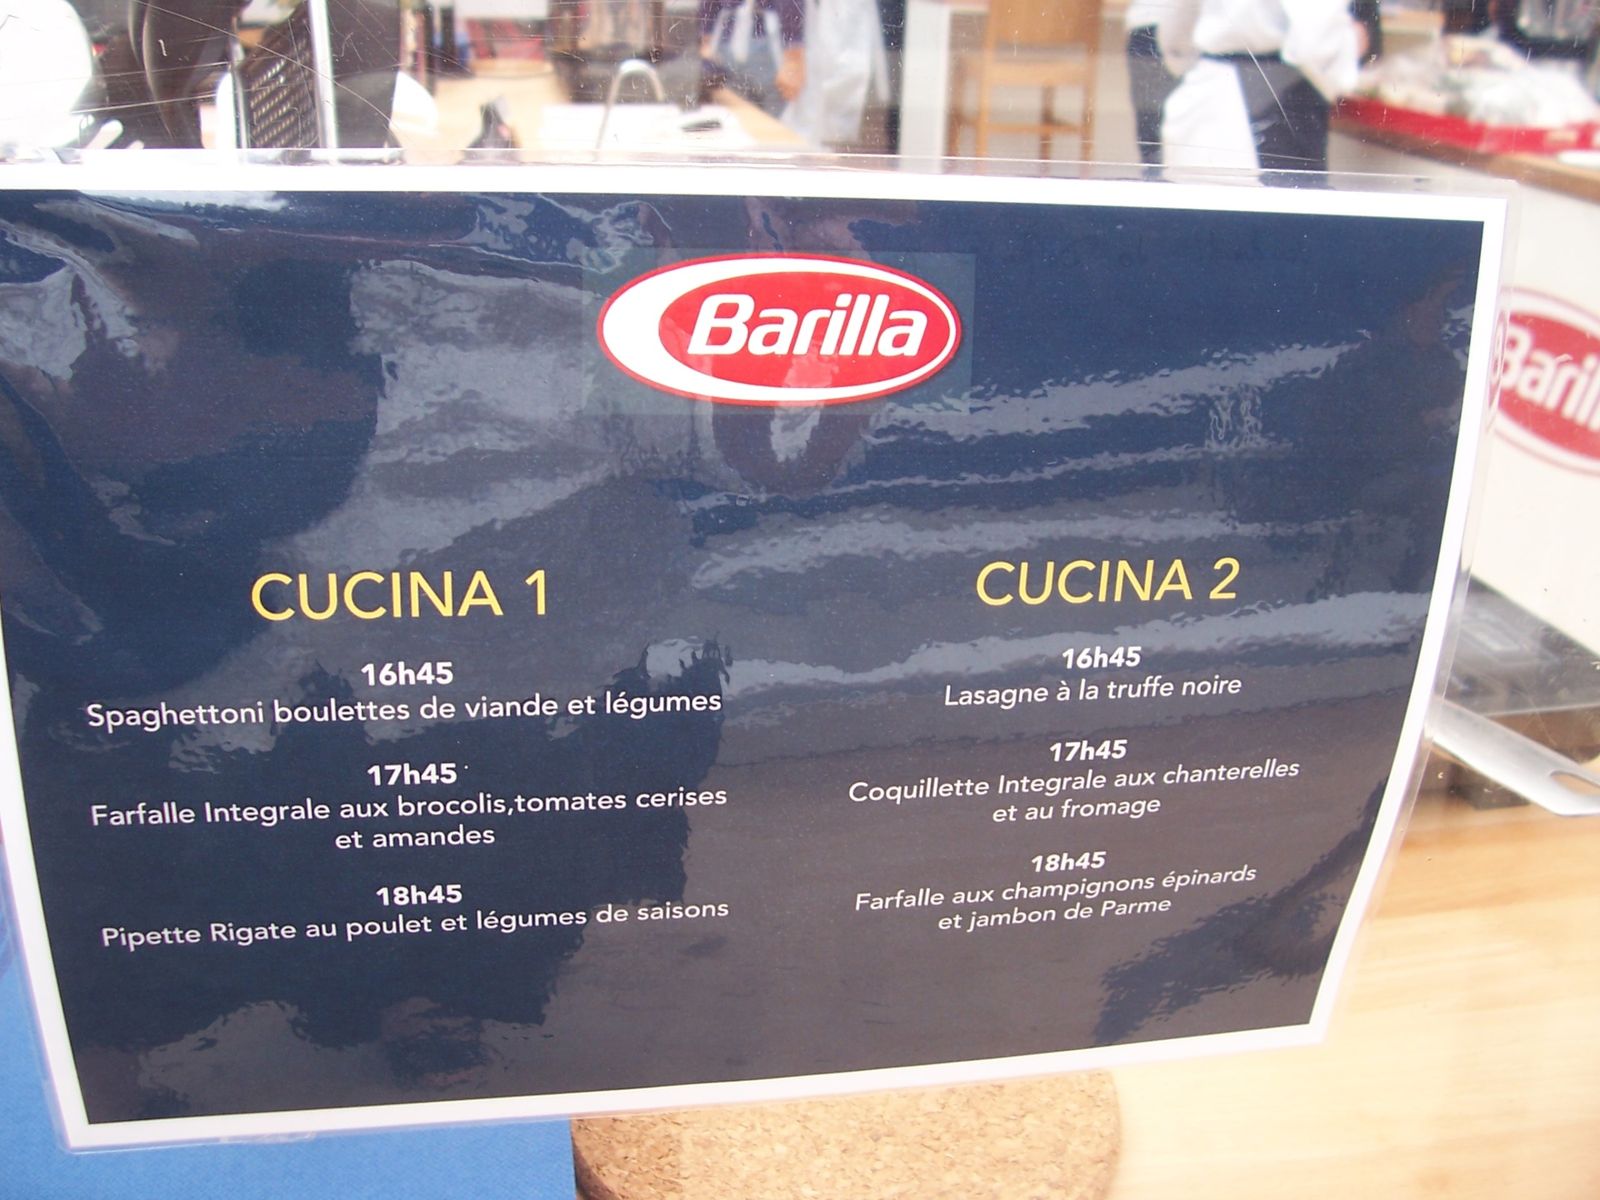 Barilla
CUCINA 1
16h45
Spaghettoni boulettes de viande et légumes
17h45
Farfalle Integrale aux brocolis,tomates cerises
et amandes
18h45
Pipette Rigate au poulet et légumes de saisons
CUCINA 2
16h45
Lasagne à la truffe noire
17h45
Coquillette Integrale aux chanterelles
et au fromage
18h45
Farfalle aux champignons épinards
et jambon de Parme
Baril